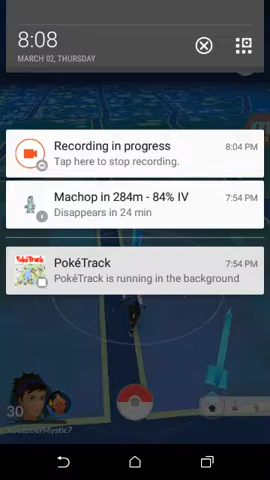 8:08
MARCH 02, THURSDAY
Recording in progress
8:04 PM
Tap here to stop recording.
Machop in 284m - 84% IV
7:54 PM
Disappears in 24 min
PokéTrack
PokéTrack
7:54 PM
PokéTrack is running in the background
30
YoutuberMystic7